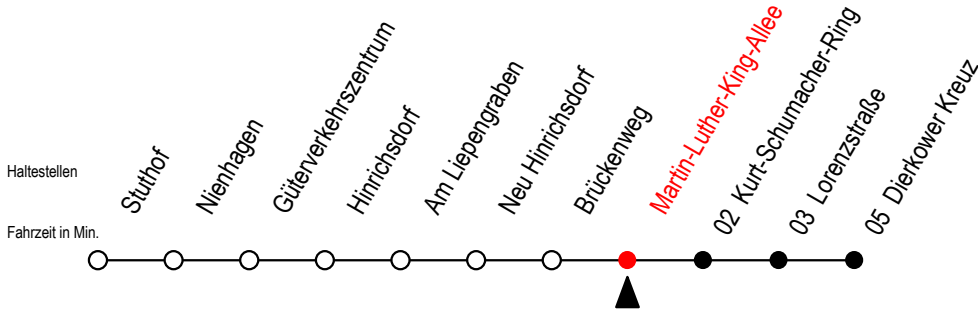 Haltestellen
Fahrzeit in Min.
Stuthof
Nienhagen
Güterverkehrszentrum
Hinrichsdorf
Am Liepengraben
Neu Hinrichsdorf
Brückenweg
Martin-Luther-King-Allee
02 Kurt-Schumacher-Ring
03 Lorenzstraße
05 Dierkower Kreuz